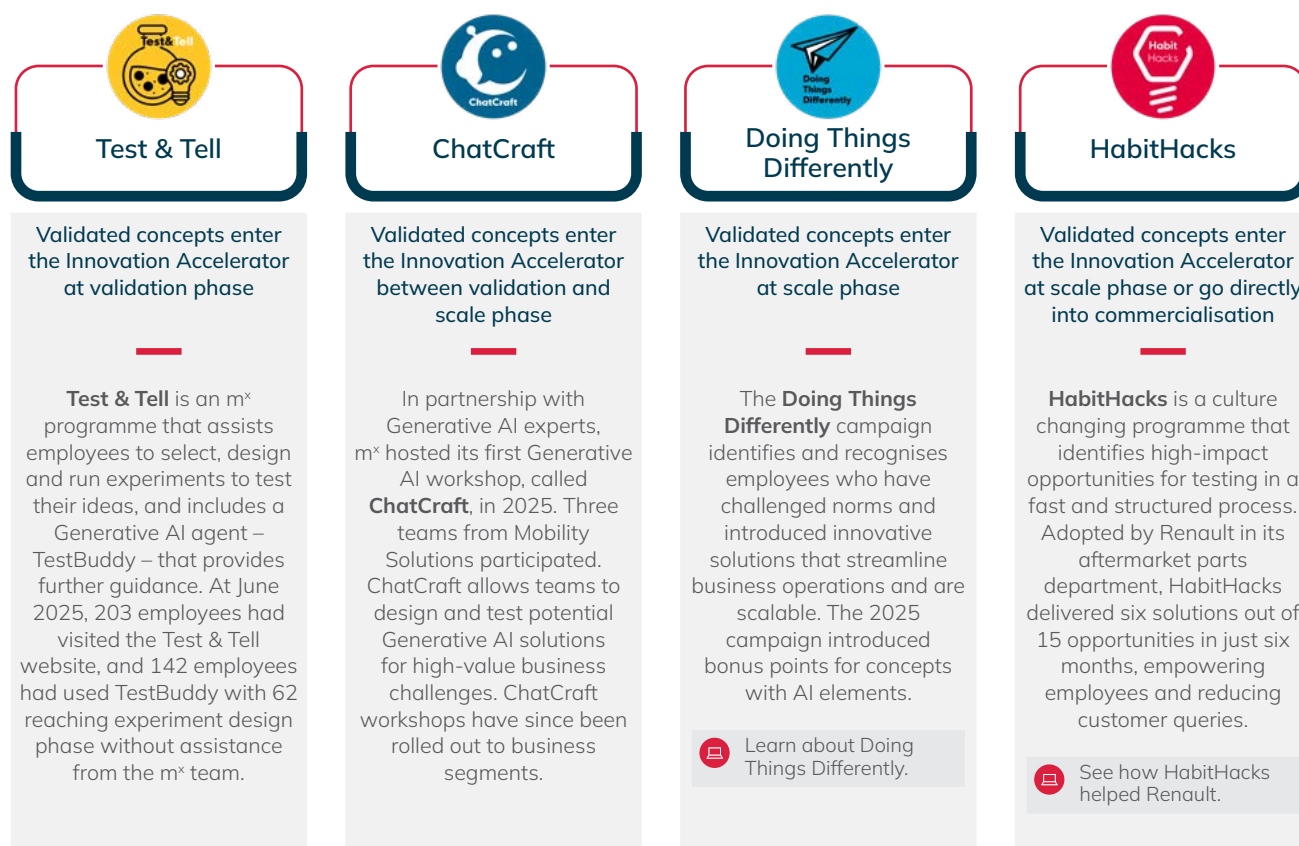 Test&Tell
Test & Tell
Validated concepts enter
the Innovation Accelerator
at validation phase
Test & Tell is an mˣ
programme that assists
employees to select, design
and run experiments to test
their ideas, and includes a
Generative AI agent –
TestBuddy – that provides
further guidance. At June
2025, 203 employees had
visited the Test & Tell
website, and 142 employees
had used TestBuddy with 62
reaching experiment design
phase without assistance
from the mˣ team.
ChatCraft
ChatCraft
Validated concepts enter
the Innovation Accelerator
between validation and
scale phase
In partnership with
Generative AI experts,
mˣ hosted its first Generative
AI workshop, called
ChatCraft, in 2025. Three
teams from Mobility
Solutions participated.
ChatCraft allows teams to
design and test potential
Generative AI solutions
for high-value business
challenges. ChatCraft
workshops have since been
rolled out to business
segments.
Doing
Things
Differently
Doing Things
Differently
Validated concepts enter
the Innovation Accelerator
at scale phase
The Doing Things
Differently campaign
identifies and recognises
employees who have
challenged norms and
introduced innovative
solutions that streamline
business operations and are
scalable. The 2025
campaign introduced
bonus points for concepts
with AI elements.
Learn about Doing
Things Differently.
Habit
Hacks
HabitHacks
Validated concepts enter
the Innovation Accelerator
at scale phase or go directly
into commercialisation
HabitHacks is a culture
changing programme that
identifies high-impact
opportunities for testing in a
fast and structured process.
Adopted by Renault in its
aftermarket parts
department, HabitHacks
delivered six solutions out of
15 opportunities in just six
months, empowering
employees and reducing
customer queries.
See how HabitHacks
helped Renault.